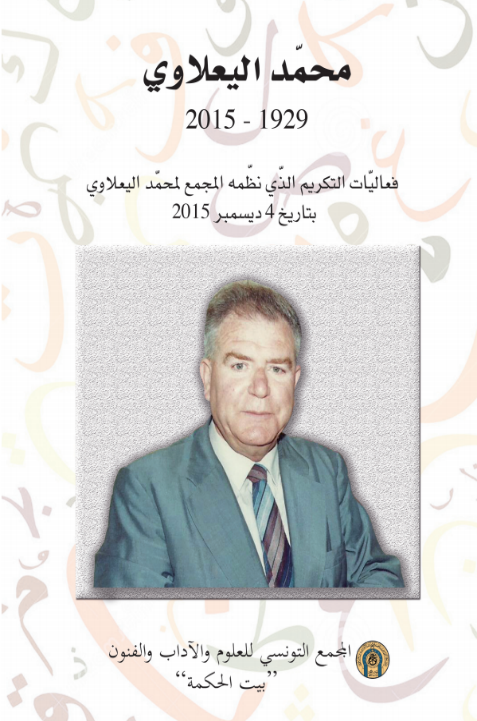 محمّد اليعلاوي
1929 - 2015
فعاليّات التكريم الذّي نظّمه المجمع لمحمّد اليعلاوي
بتاريخ 4 ديسمبر 2015
المجمع التونسي للعلوم والآداب والفنون
”بيت الحكمة“